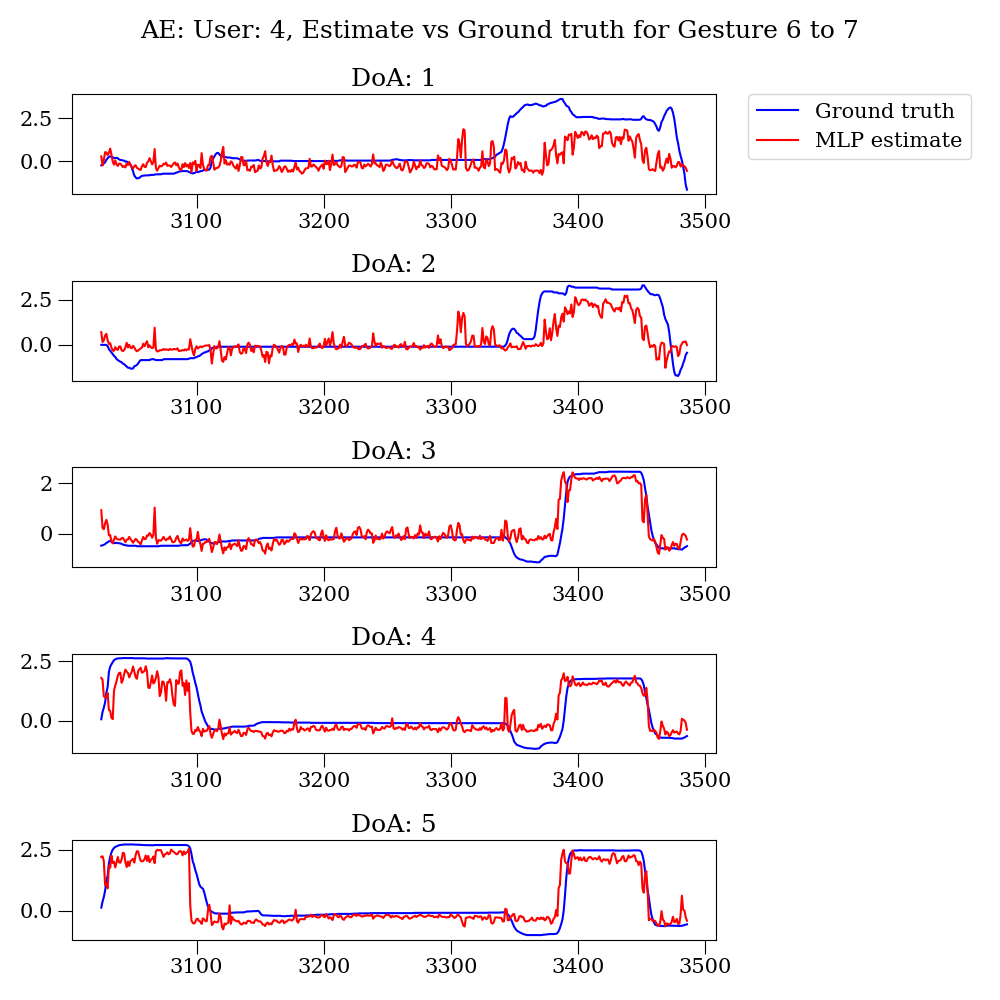 AE: User: 4, Estimate vs Ground truth for Gesture 6 to 7
DoA: 1
Ground truth
MLP estimate
2.5
0.0
3100 3200 3300 3400 3500
DoA: 2
2.5
0.0
3100 3200 3300 3400 3500
DoA: 3
2
0
3100 3200 3300 3400 3500
DoA: 4
2.5
0.0
3100 3200 3300 3400 3500
DoA: 5
2.5
0.0
3100 3200 3300 3400 3500